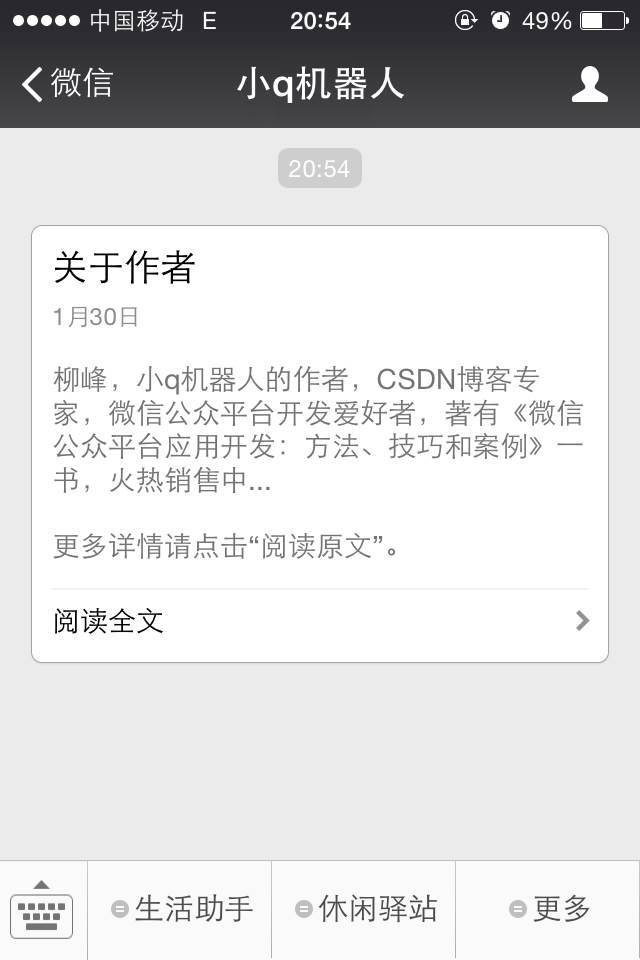 中国移动 E 20:54 49%
微信 小q机器人
20:54
关于作者
1月30日
柳峰，小q机器人的作者，CSDN博客专
家，微信公众平台开发爱好者，著有《微信
公众平台应用开发：方法、技巧和案例》一
书，火热销售中...
更多详情请点击“阅读原文”。
阅读全文
生活助手 休闲驿站 更多